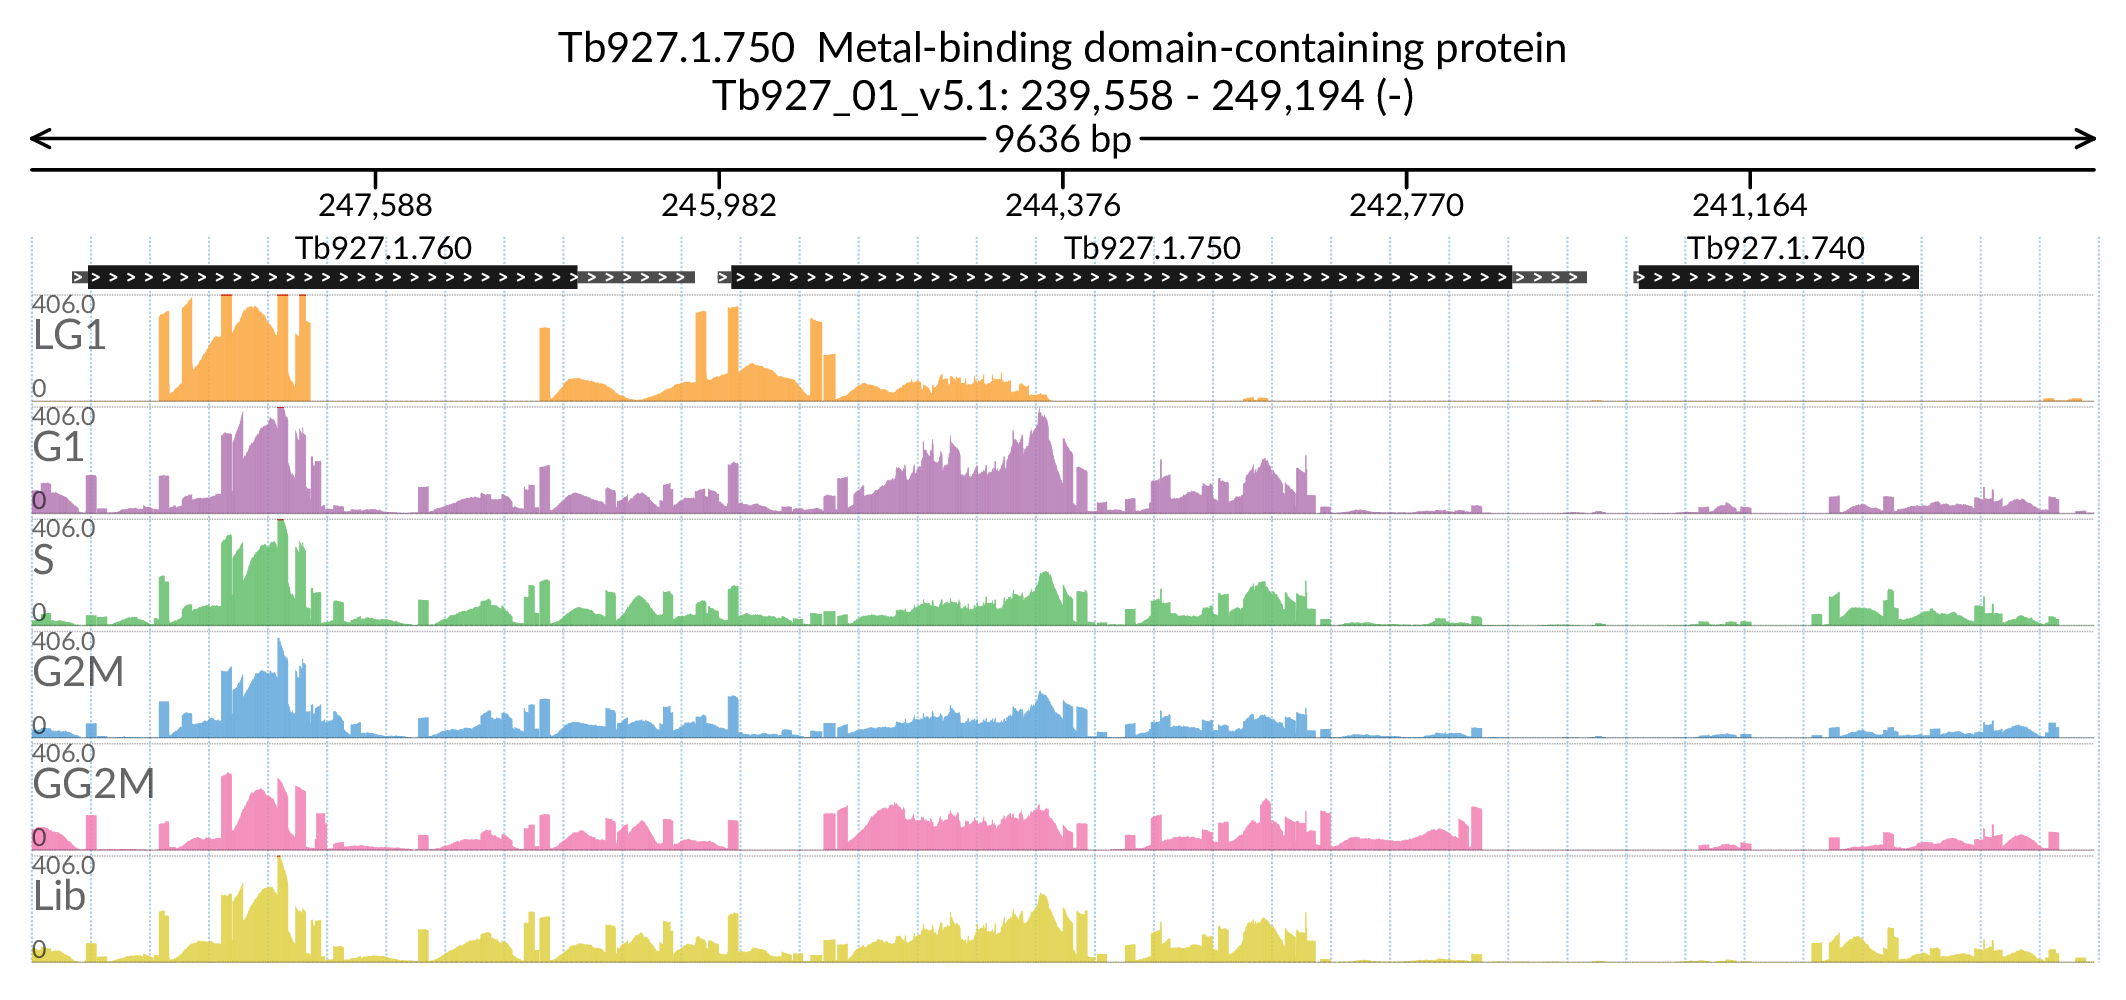 Tb927.1.750  Metal-binding domain-containing protein
Tb927_01_v5.1: 239,558 - 249,194 (-)
9636 bp
247,588 245,982 244,376 242,770 241,164
Tb927.1.760 Tb927.1.750 Tb927.1.740
406.0
LG1
0
406.0
G1
0
406.0
S
0
406.0
G2M
0
406.0
GG2M
0
406.0
Lib
0